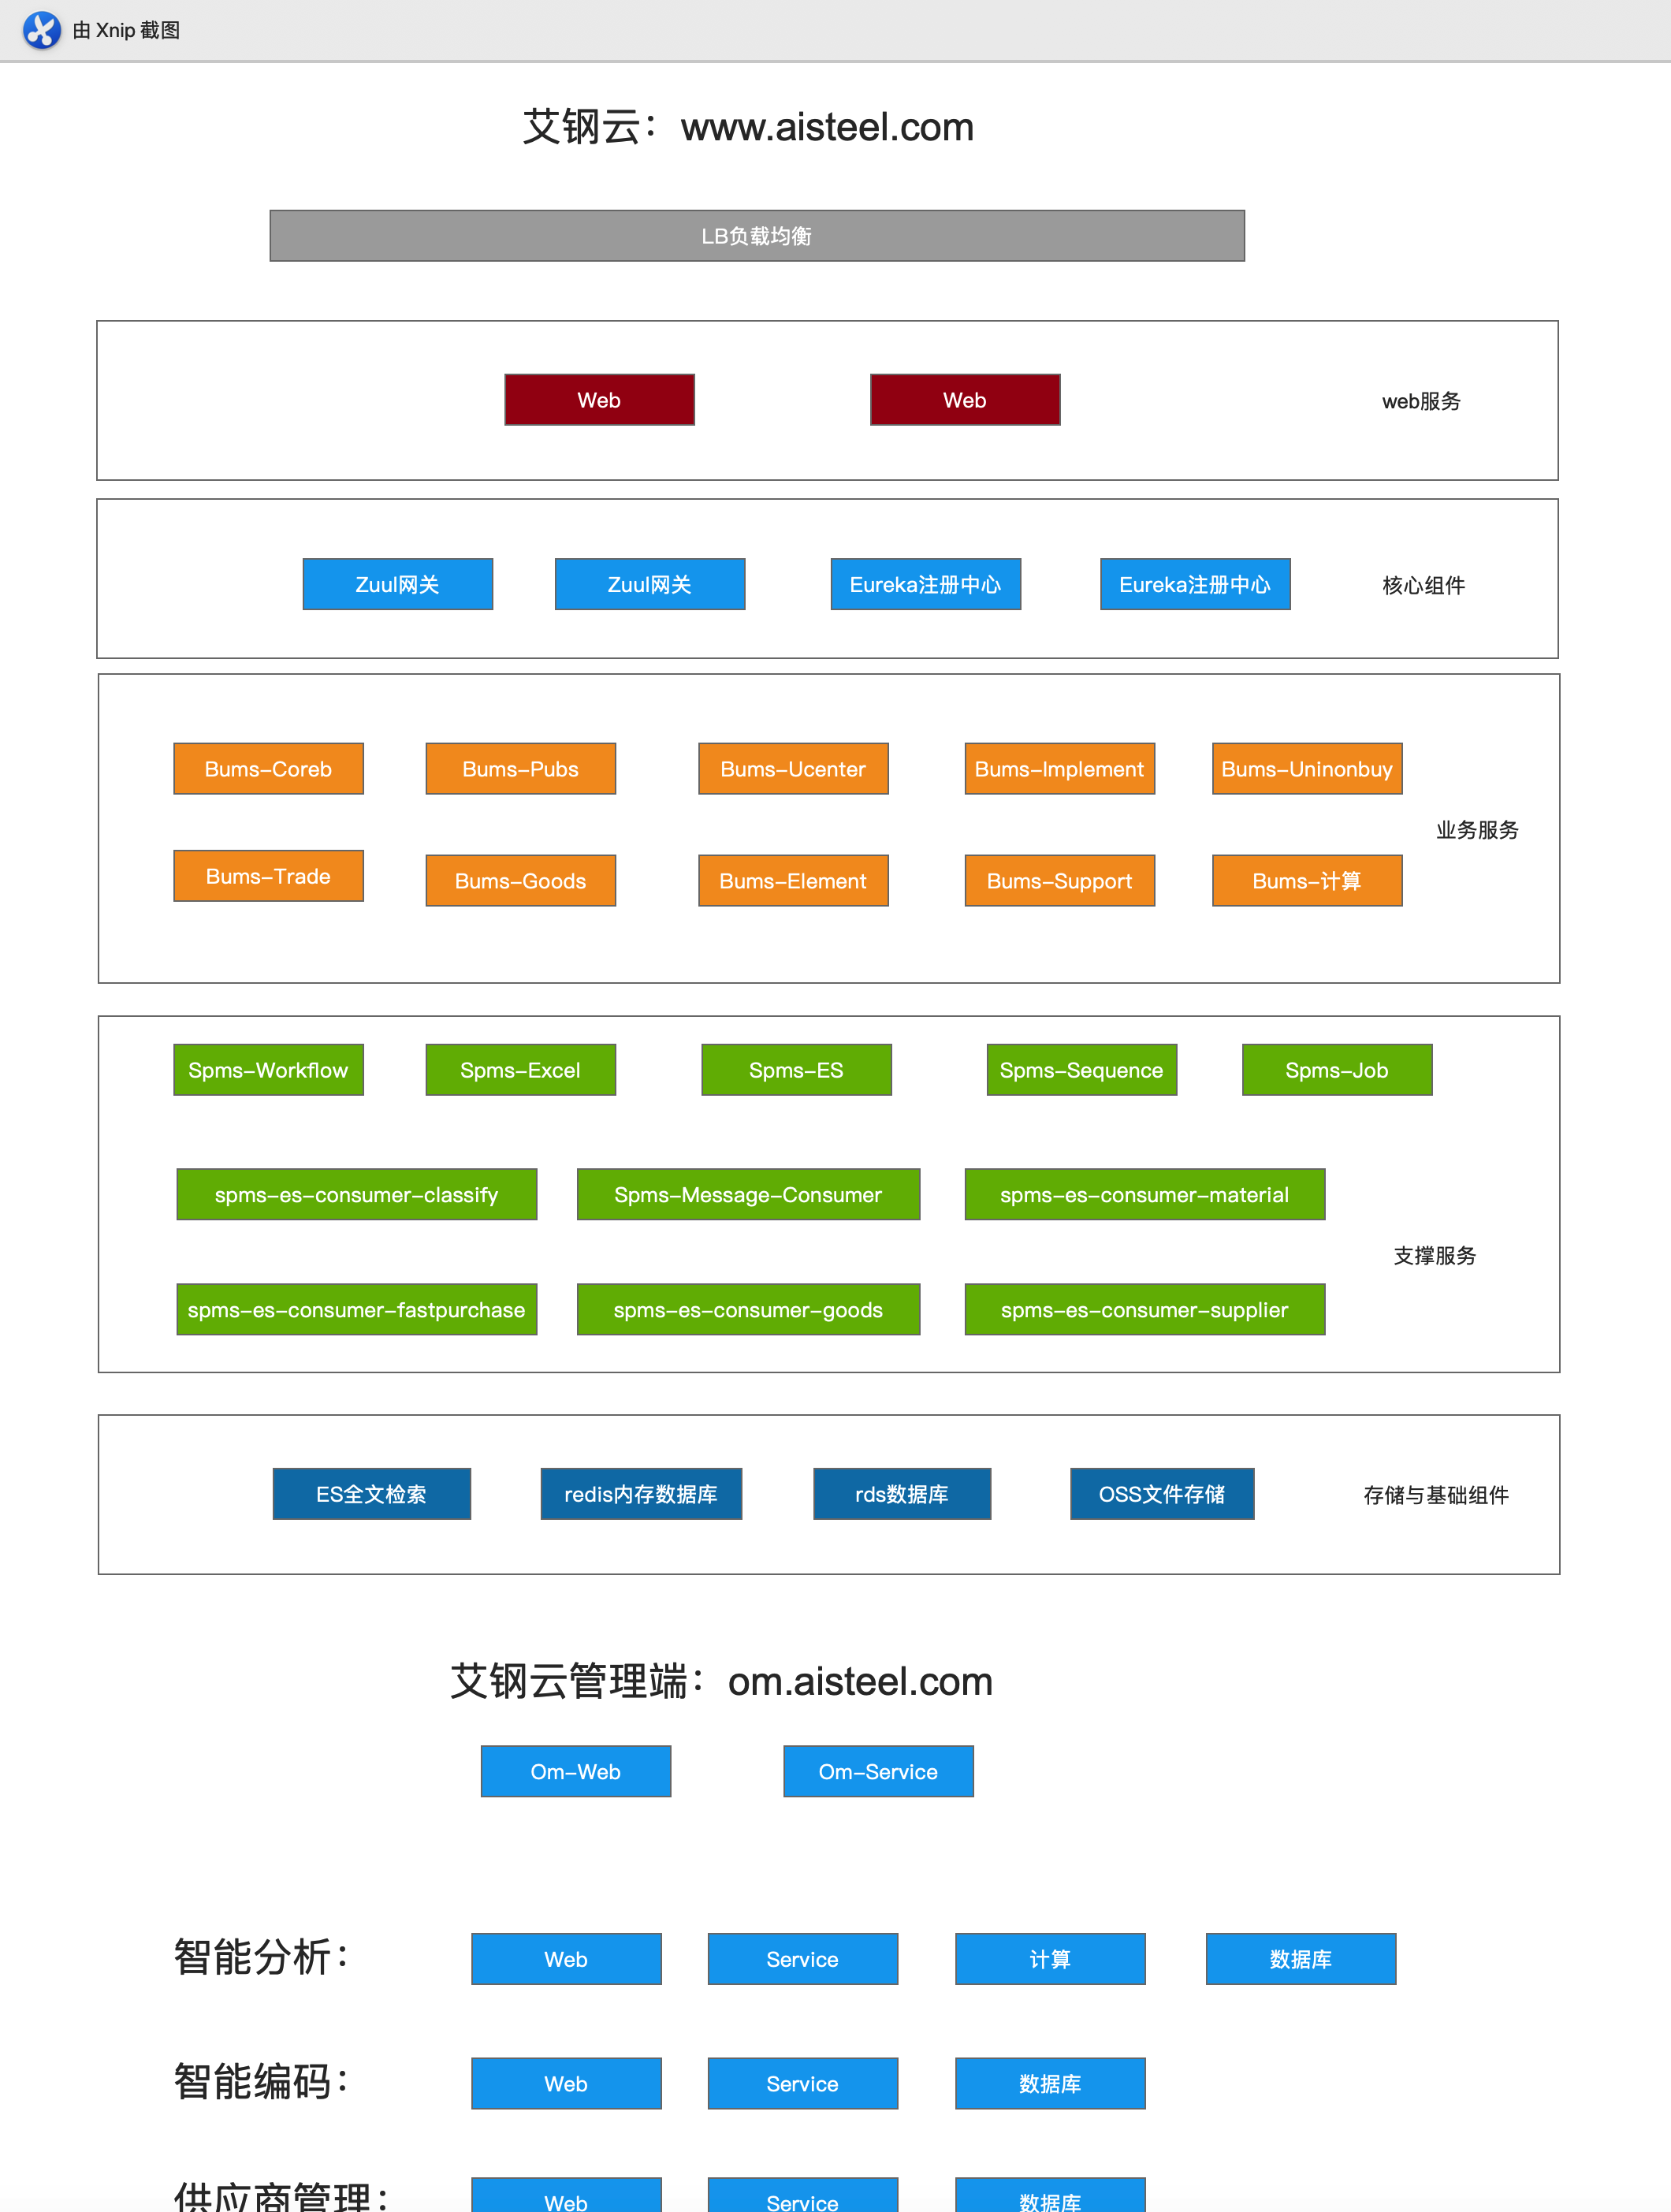 由 Xnip 截图
艾钢云：www.aisteel.com
LB负载均衡
Web Web web服务
Zuul网关 Zuul网关 Eureka注册中心 Eureka注册中心 核心组件
Bums-Coreb Bums-Pubs Bums-Ucenter Bums-Implement Bums-Uninonbuy
业务服务
Bums-Trade Bums-Goods Bums-Element Bums-Support Bums-计算
Spms-Workflow Spms-Excel Spms-ES Spms-Sequence Spms-Job
spms-es-consumer-classify Spms-Message-Consumer spms-es-consumer-material
支撑服务
spms-es-consumer-fastpurchase spms-es-consumer-goods spms-es-consumer-supplier
ES全文检索 redis内存数据库 rds数据库 OSS文件存储 存储与基础组件
艾钢云管理端：om.aisteel.com
Om-Web Om-Service
智能分析： Web Service 计算 数据库
智能编码： Web Service 数据库
供应商管理： Web Service 数据库